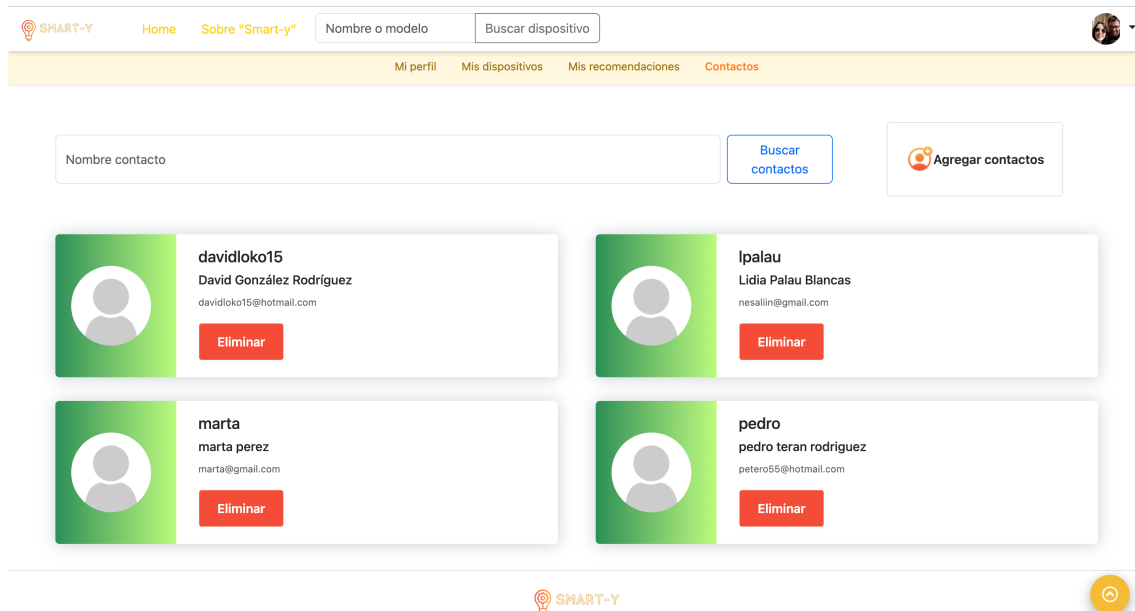 SMART-Y
Home
Sobre "Smart-y"
Nombre o modelo
Buscar dispositivo
Mi perfil
Mis dispositivos
Mis recomendaciones
Contactos
Nombre contacto
Buscar
contactos
Agregar contactos
davidloko15
David González Rodríguez
davidloko15@hotmail.com
Eliminar
lpalau
Lidia Palau Blancas
nesaliin@gmail.com
Eliminar
marta
marta perez
marta@gmail.com
Eliminar
pedro
pedro teran rodriguez
petero55@hotmail.com
Eliminar
SMART-Y